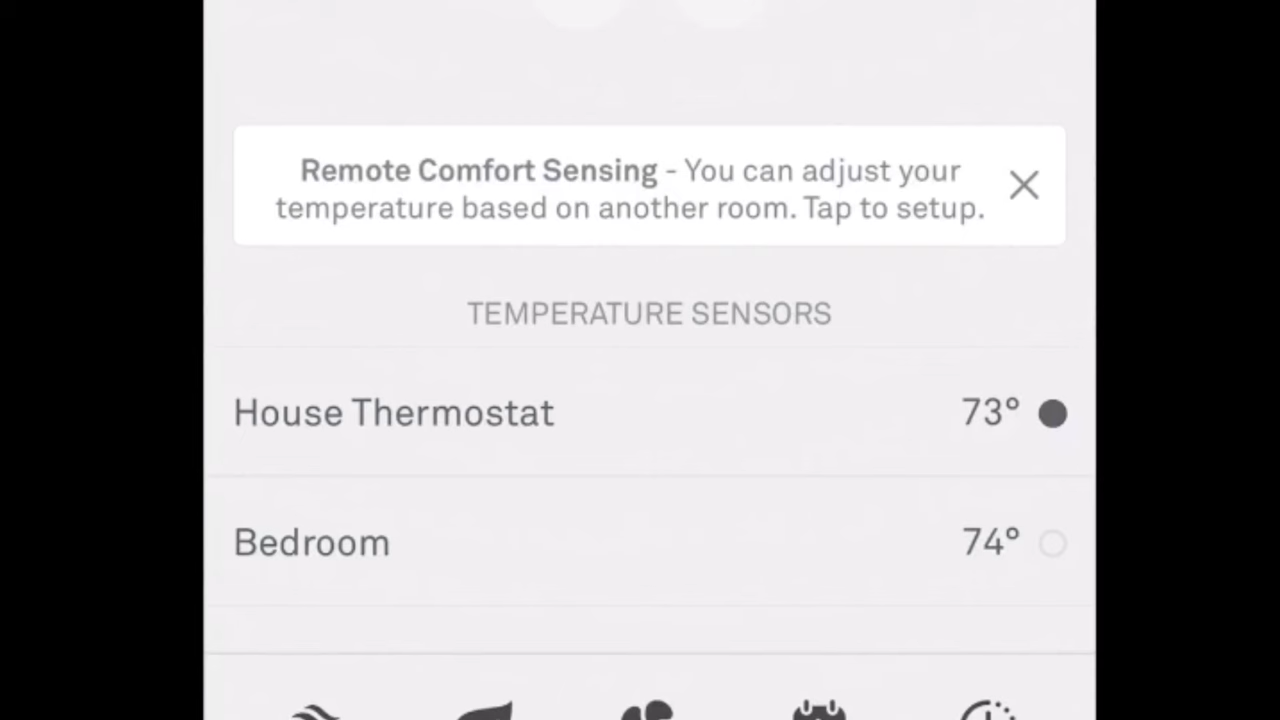 Remote Comfort Sensing - You can adjust your
temperature based on another room. Tap to setup.
TEMPERATURE SENSORS
House Thermostat 73°
Bedroom 74°